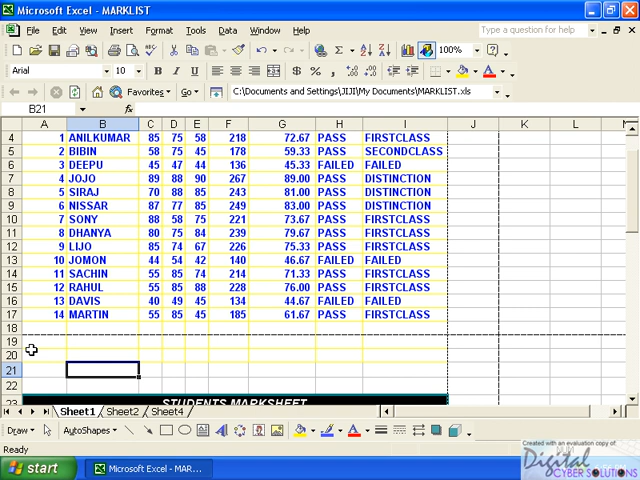 Microsoft Excel - MARKLIST
File Edit View Insert Format Tools Data Window Help
Type a question for help
100%
Arial 10 B I U
Favorites Go C:\Documents and Settings\JIJI\My Documents\MARKLIST.xls
B21 fx
A B C D E F G H I J K L
4 1 ANILKUMAR 85 75 58 218 72.67 PASS FIRSTCLASS
5 2 BIBIN 58 75 45 178 59.33 PASS SECONDCLASS
6 3 DEEPU 45 47 44 136 45.33 FAILED FAILED
7 4 JOJO 89 88 90 267 89.00 PASS DISTINCTION
8 5 SIRAJ 70 88 85 243 81.00 PASS DISTINCTION
9 6 NISSAR 87 77 85 249 83.00 PASS DISTINCTION
10 7 SONY 88 58 75 221 73.67 PASS FIRSTCLASS
11 8 DHANYA 80 75 84 239 79.67 PASS FIRSTCLASS
12 9 LIJO 85 74 67 226 75.33 PASS FIRSTCLASS
13 10 JOMON 44 54 42 140 46.67 FAILED FAILED
14 11 SACHIN 55 85 74 214 71.33 PASS FIRSTCLASS
15 12 RAHUL 55 85 88 228 76.00 PASS FIRSTCLASS
16 13 DAVIS 40 49 45 134 44.67 FAILED FAILED
17 14 MARTIN 55 85 45 185 61.67 PASS FIRSTCLASS
18
19
20
21
22
23 STUDENTS MARKSHEET
Sheet1 Sheet2 Sheet4
Draw AutoShapes
Ready NUM
start Microsoft Excel - MAR...
Created with an evaluation copy of
Digital
CYBER SOLUTIONS